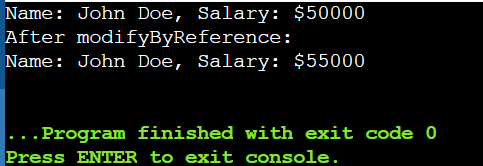 Name: John Doe, Salary: $50000
After modifyByReference:
Name: John Doe, Salary: $55000
...Program finished with exit code 0
Press ENTER to exit console.